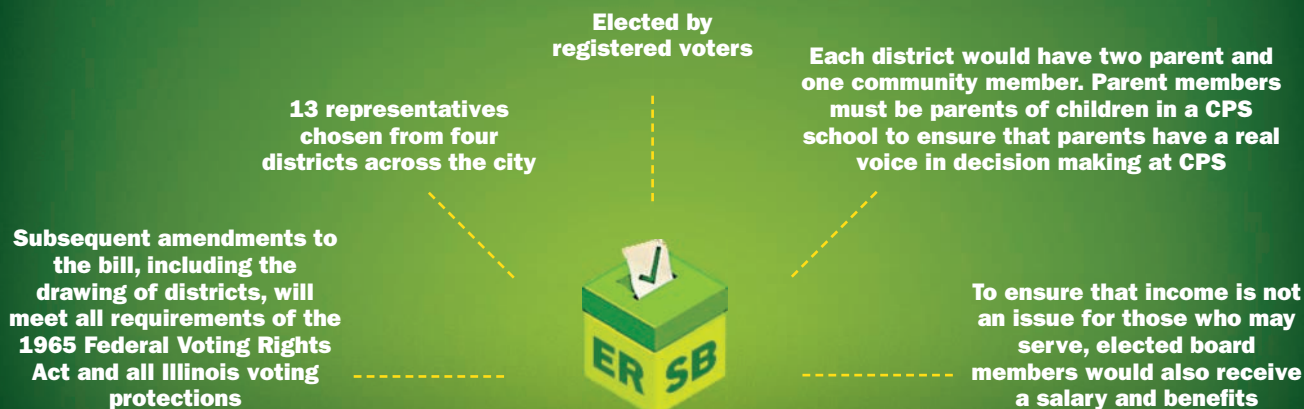 Elected by
registered voters
Each district would have two parent and
one community member. Parent members
must be parents of children in a CPS
school to ensure that parents have a real
voice in decision making at CPS
13 representatives
chosen from four
districts across the city
Subsequent amendments to
the bill, including the
drawing of districts, will
meet all requirements of the
1965 Federal Voting Rights
Act and all Illinois voting
protections
To ensure that income is not
an issue for those who may
serve, elected board
members would also receive
a salary and benefits
ER SB